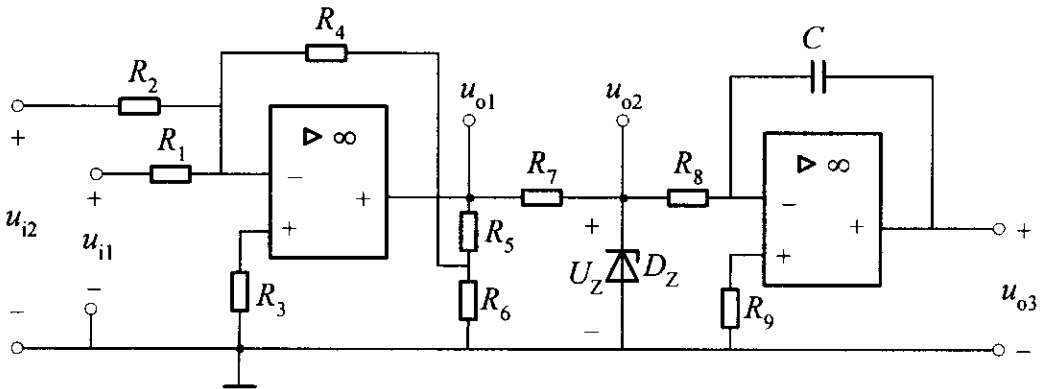 R4
C
R2
uo1
uo2
+
▷ ∞
▷ ∞
R1
R7
R8
−
+
−
+
+
ui2
ui1
+
R5
UZ
DZ
+
+
−
R3
R6
−
R9
uo3
−
−